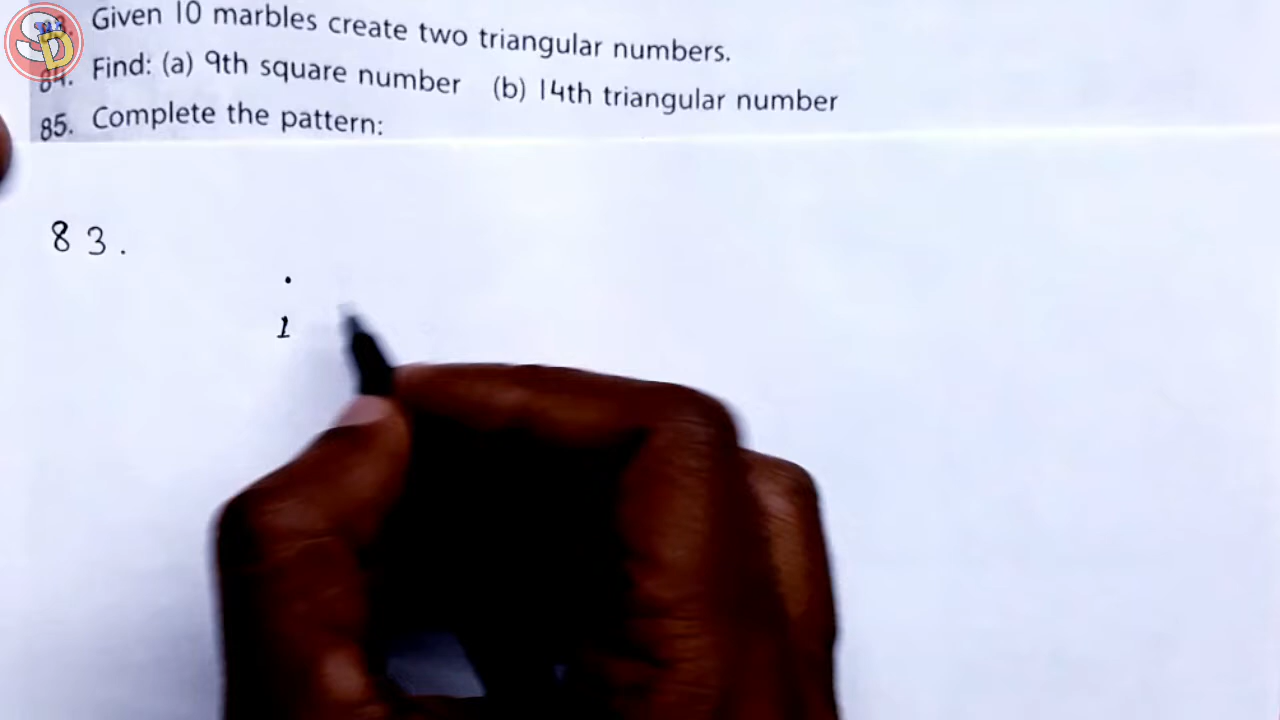 Given 10 marbles create two triangular numbers.
84. Find: (a) 9th square number (b) 14th triangular number
85. Complete the pattern:
83.
1